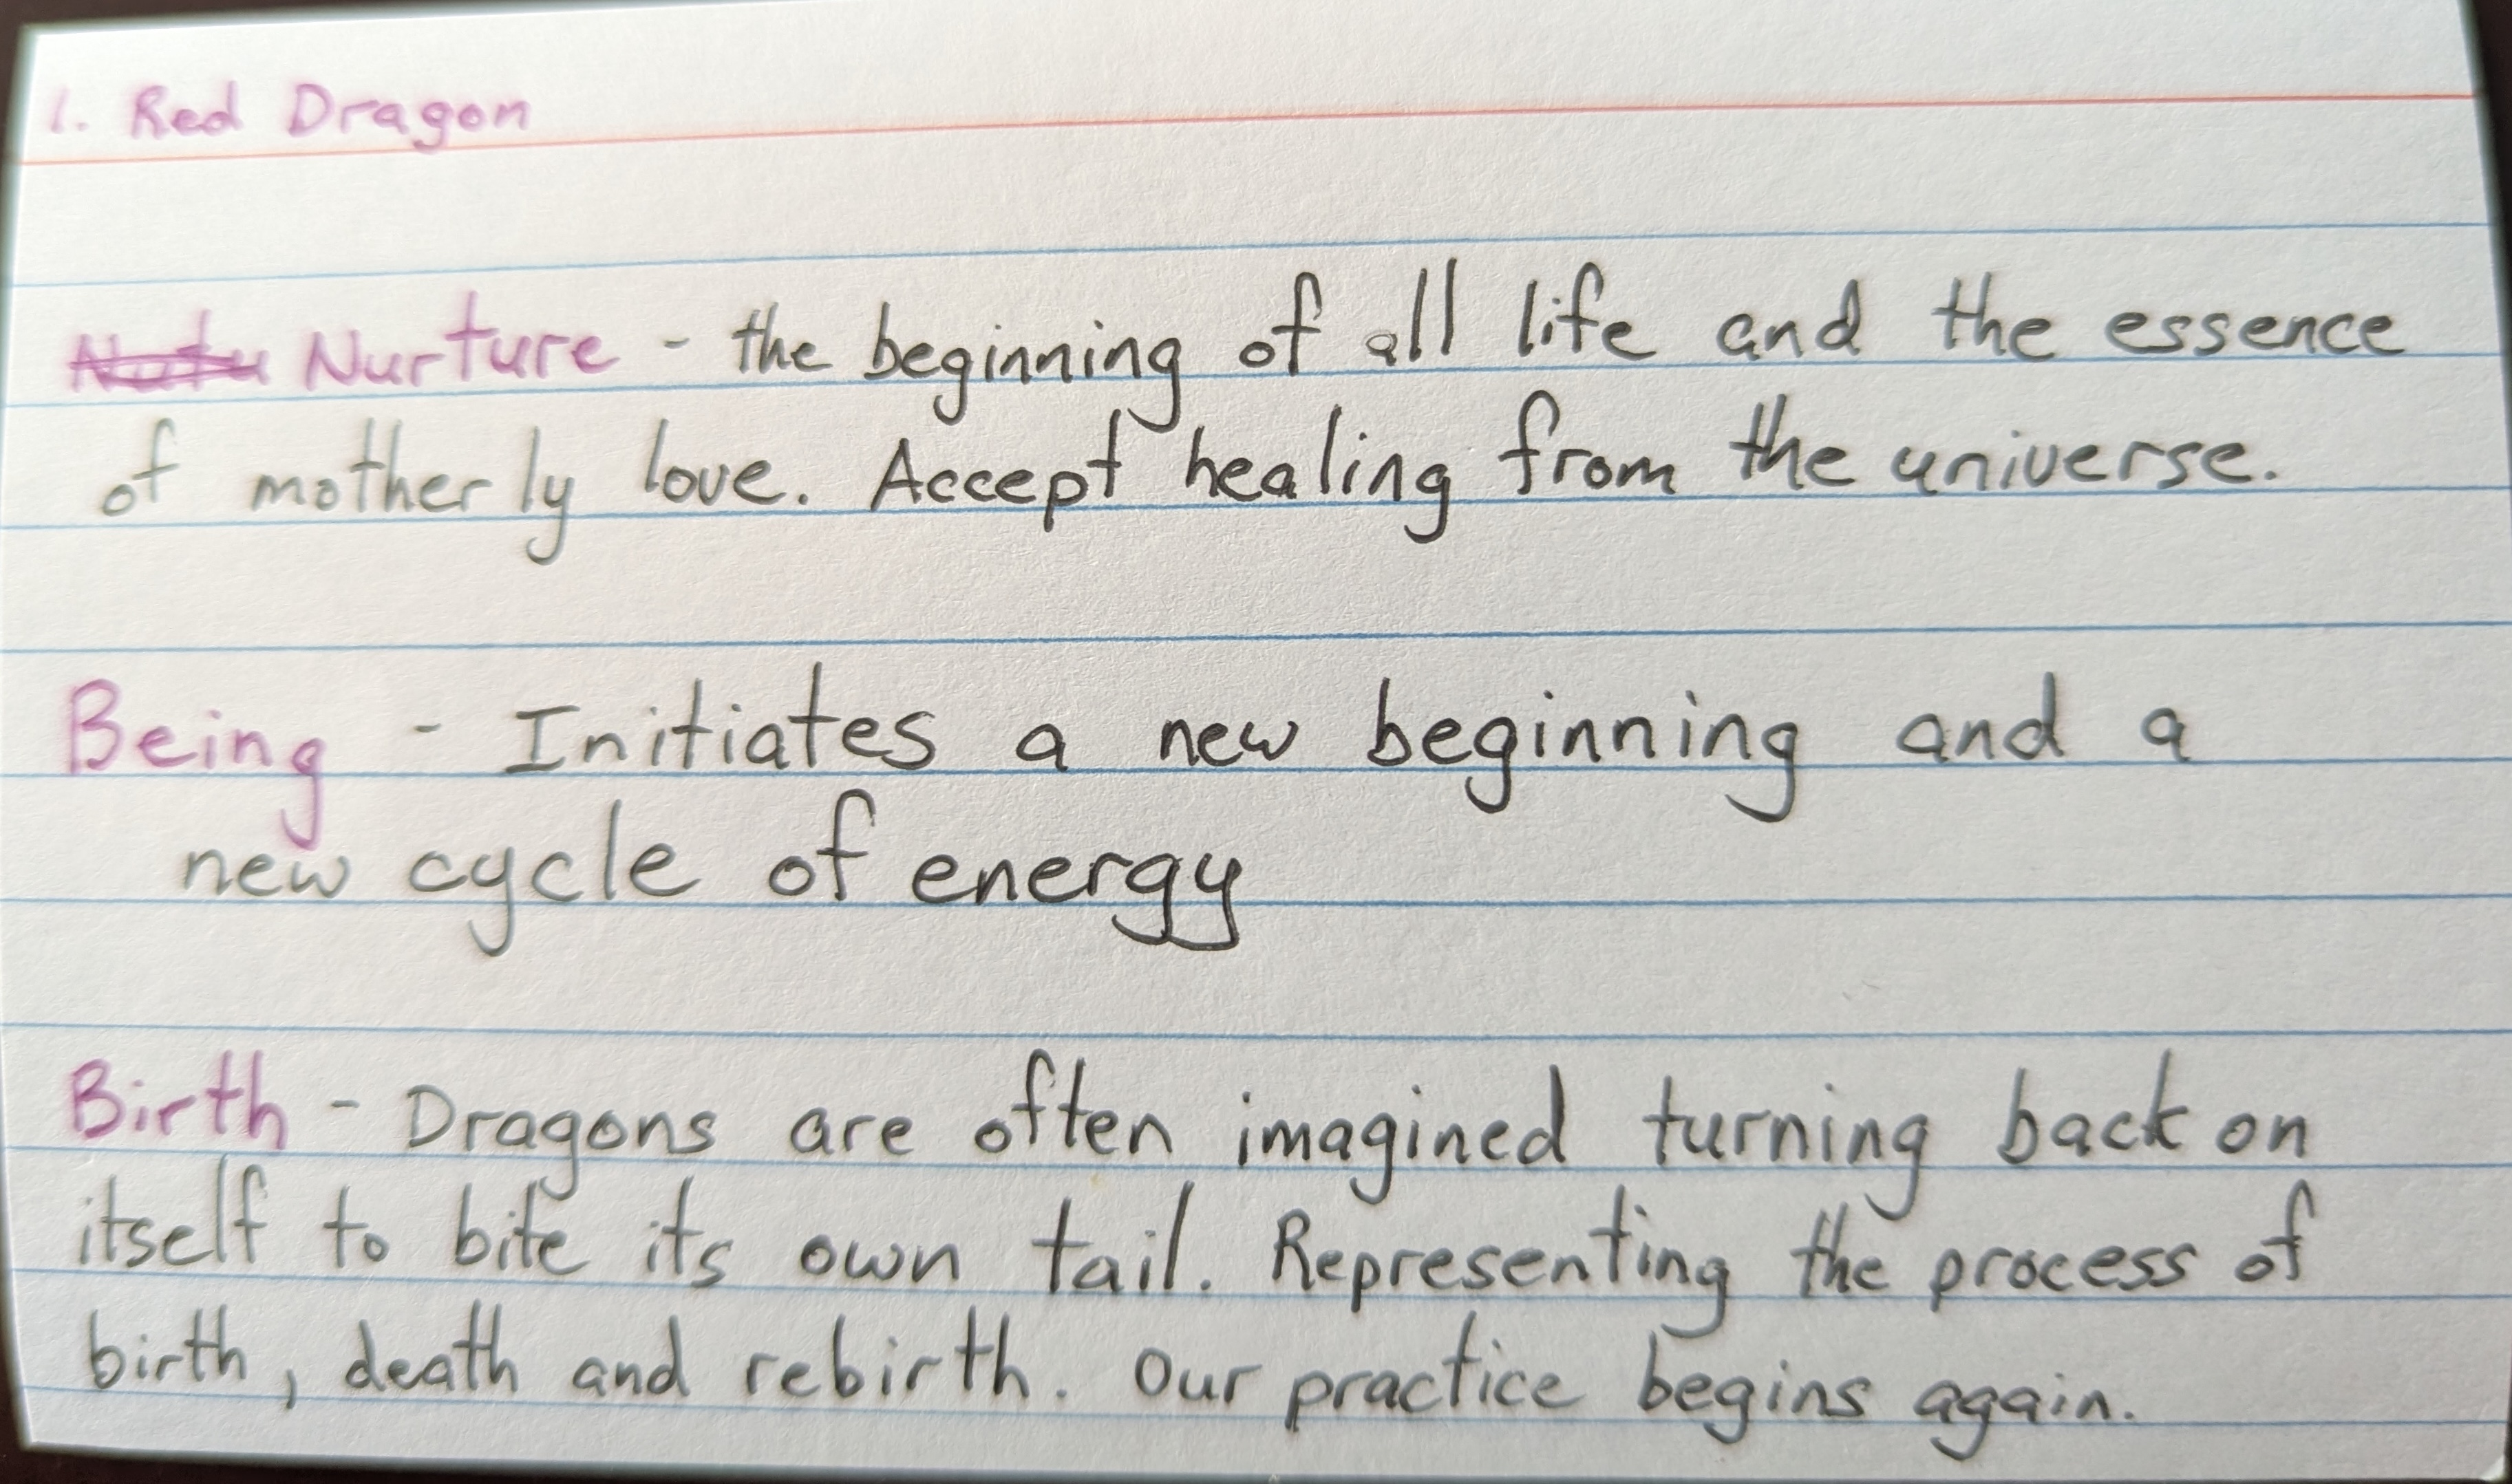 1. Red Dragon
Nurture - the beginning of all life and the essence
of motherly love. Accept healing from the universe.
Being - Initiates a new beginning and a
new cycle of energy
Birth - Dragons are often imagined turning back on
itself to bite its own tail. Representing the process of
birth, death and rebirth. Our practice begins again.